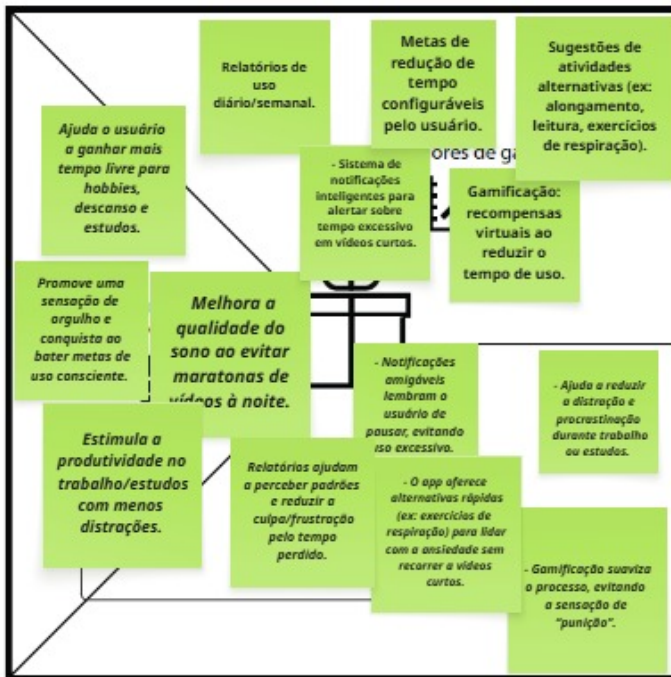 Relatórios de
uso
diário/semanal.
Metas de
redução de
tempo
configuráveis
pelo usuário.
Sugestões de
atividades
alternativas (ex:
alongamento,
leitura, exercícios
de respiração).
Ajuda o usuário
a ganhar mais
tempo livre para
hobbies,
descanso e
estudos.
- Sistema de
notificações
inteligentes para
alertar sobre
tempo excessivo
em vídeos curtos.
ores de ga
Gamificação:
recompensas
virtuais ao
reduzir o
tempo de uso.
Promove uma
sensação de
orgulho e
conquista ao
bater metas de
uso consciente.
Melhora a
qualidade do
sono ao evitar
maratonas de
vídeos à noite.
- Notificações
amigáveis
lembram o
usuário de
pausar, evitando
uso excessivo.
- Ajuda a reduzir
a distração e
procrastinação
durante trabalho
ou estudos.
Estimula a
produtividade no
trabalho/estudos
com menos
distrações.
Relatórios ajudam
a perceber padrões
e reduzir a
culpa/frustração
pelo tempo
perdido.
- O app oferece
alternativas rápidas
(ex: exercícios de
respiração) para lidar
com a ansiedade sem
recorrer a vídeos
curtos.
- Gamificação suaviza
o processo, evitando
a sensação de
"punição".